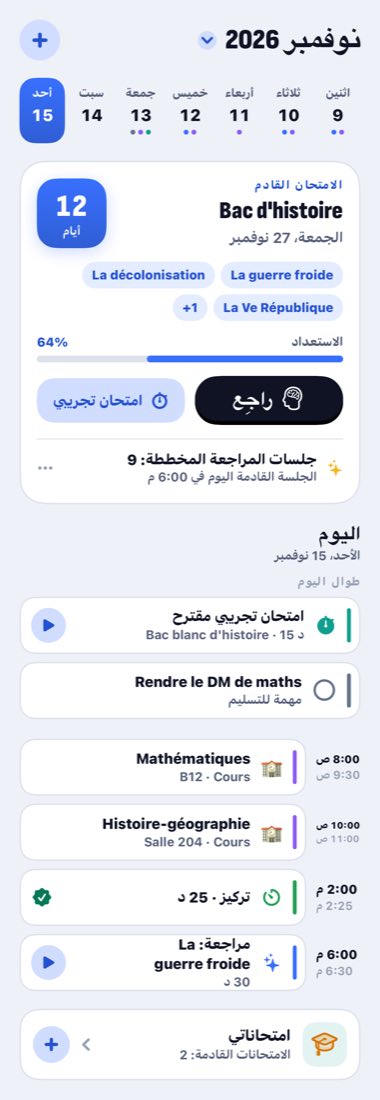 نوفمبر 2026
اثنين ثلاثاء أربعاء خميس جمعة سبت أحد
9 10 11 12 13 14 15
الامتحان القادم
Bac d'histoire
الجمعة، 27 نوفمبر
12
أيام
La guerre froide La décolonisation
La Ve République +1
الاستعداد 64%
راجِع
امتحان تجريبي
جلسات المراجعة المخططة: 9
الجلسة القادمة اليوم في 6:00 م
اليوم
الأحد، 15 نوفمبر
طوال اليوم
امتحان تجريبي مقترح
Bac blanc d'histoire · 15 د
Rendre le DM de maths
مهمة للتسليم
8:00 ص
9:30 ص
Mathématiques
B12 · Cours
10:00 ص
11:00 ص
Histoire-géographie
Salle 204 · Cours
2:00 م
2:25 م
تركيز · 25 د
6:00 م
6:30 م
مراجعة: La
guerre froide
30 د
امتحاناتي
الامتحانات القادمة: 2